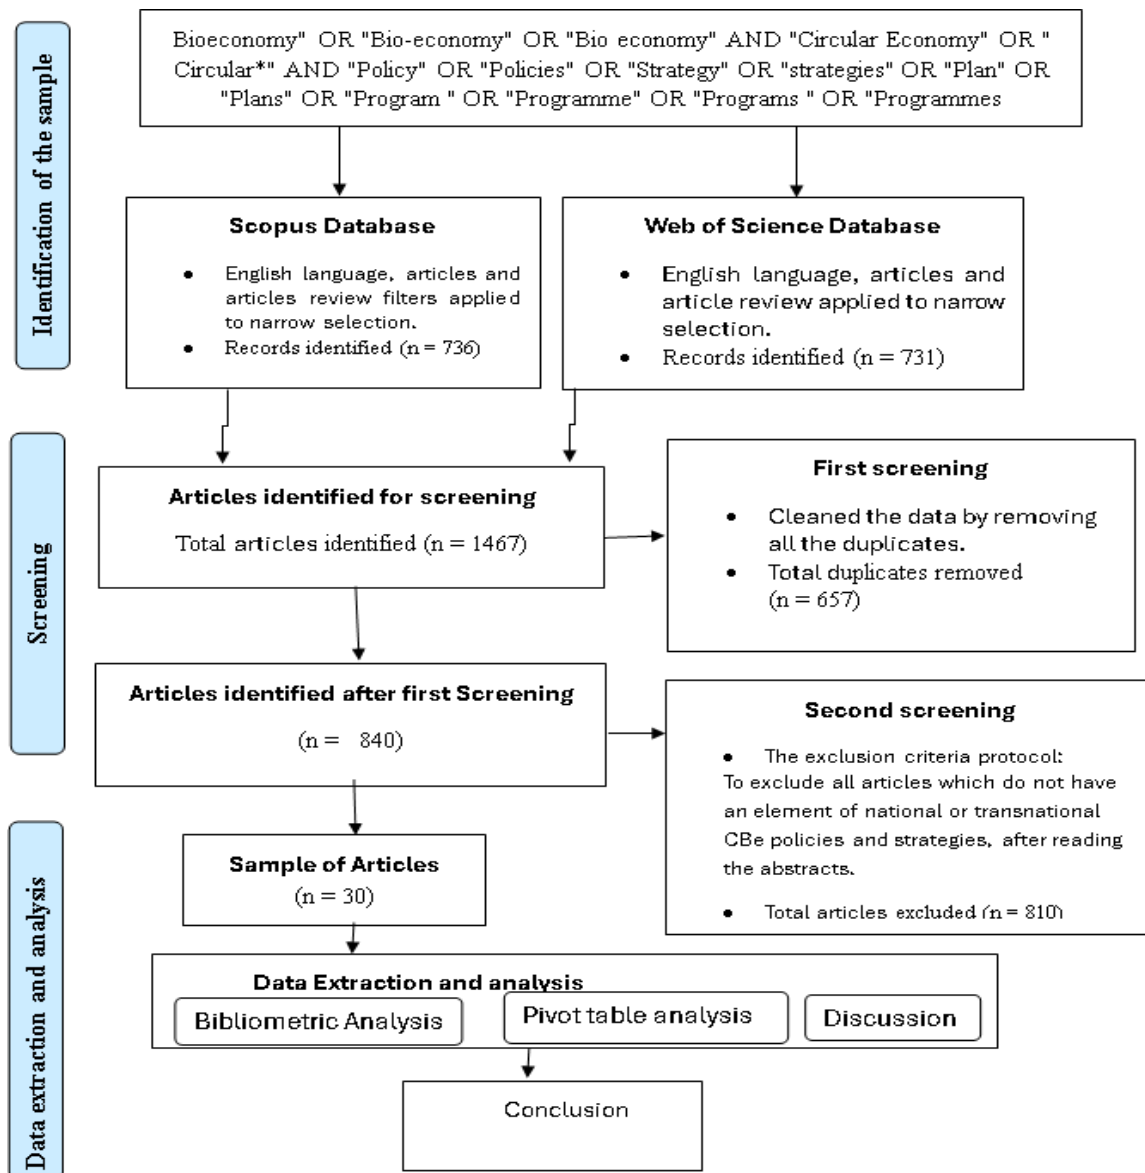 Identification of the sample
Bioeconomy" OR "Bio-economy" OR "Bio economy" AND "Circular Economy" OR "
Circular*" AND "Policy" OR "Policies" OR "Strategy" OR "strategies" OR "Plan" OR
"Plans" OR "Program " OR "Programme" OR "Programs " OR "Programmes
Scopus Database
• English language, articles and
articles review filters applied
to narrow selection.
• Records identified (n = 736)
Web of Science Database
• English language, articles and
article review applied to narrow
selection.
• Records identified (n = 731)
Screening
Articles identified for screening
Total articles identified (n = 1467)
First screening
• Cleaned the data by removing
all the duplicates.
• Total duplicates removed
(n = 657)
Articles identified after first Screening
(n = 840)
Second screening
• The exclusion criteria protocol:
To exclude all articles which do not have
an element of national or transnational
CBe policies and strategies, after reading
the abstracts.
• Total articles excluded (n = 810)
Data extraction and analysis
Sample of Articles
(n = 30)
Data Extraction and analysis
Bibliometric Analysis
Pivot table analysis
Discussion
Conclusion